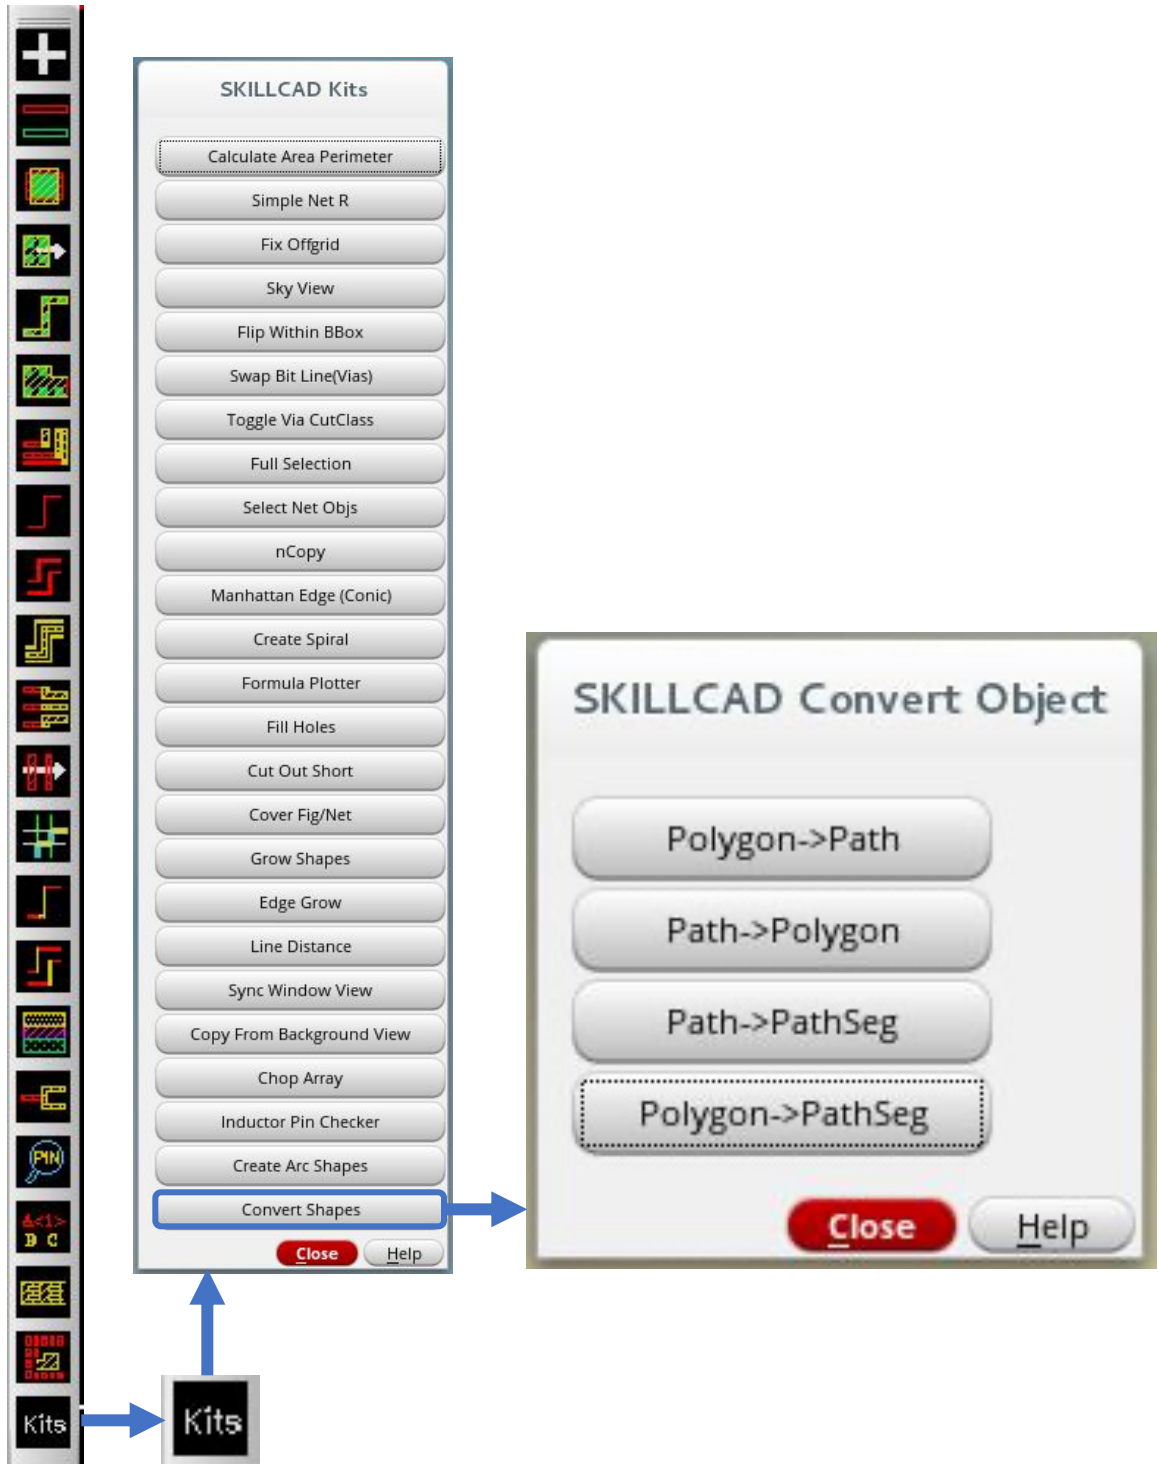 SKILLCAD Kits
Calculate Area Perimeter
Simple Net R
Fix Offgrid
Sky View
Flip Within BBox
Swap Bit Line(Vias)
Toggle Via CutClass
Full Selection
Select Net Objs
nCopy
Manhattan Edge (Conic)
Create Spiral
Formula Plotter
Fill Holes
Cut Out Short
Cover Fig/Net
Grow Shapes
Edge Grow
Line Distance
Sync Window View
Copy From Background View
Chop Array
Inductor Pin Checker
Create Arc Shapes
Convert Shapes
Close Help
SKILLCAD Convert Object
Polygon->Path
Path->Polygon
Path->PathSeg
Polygon->PathSeg
Close Help
PIN
A<1>
B C
Kits
Kits